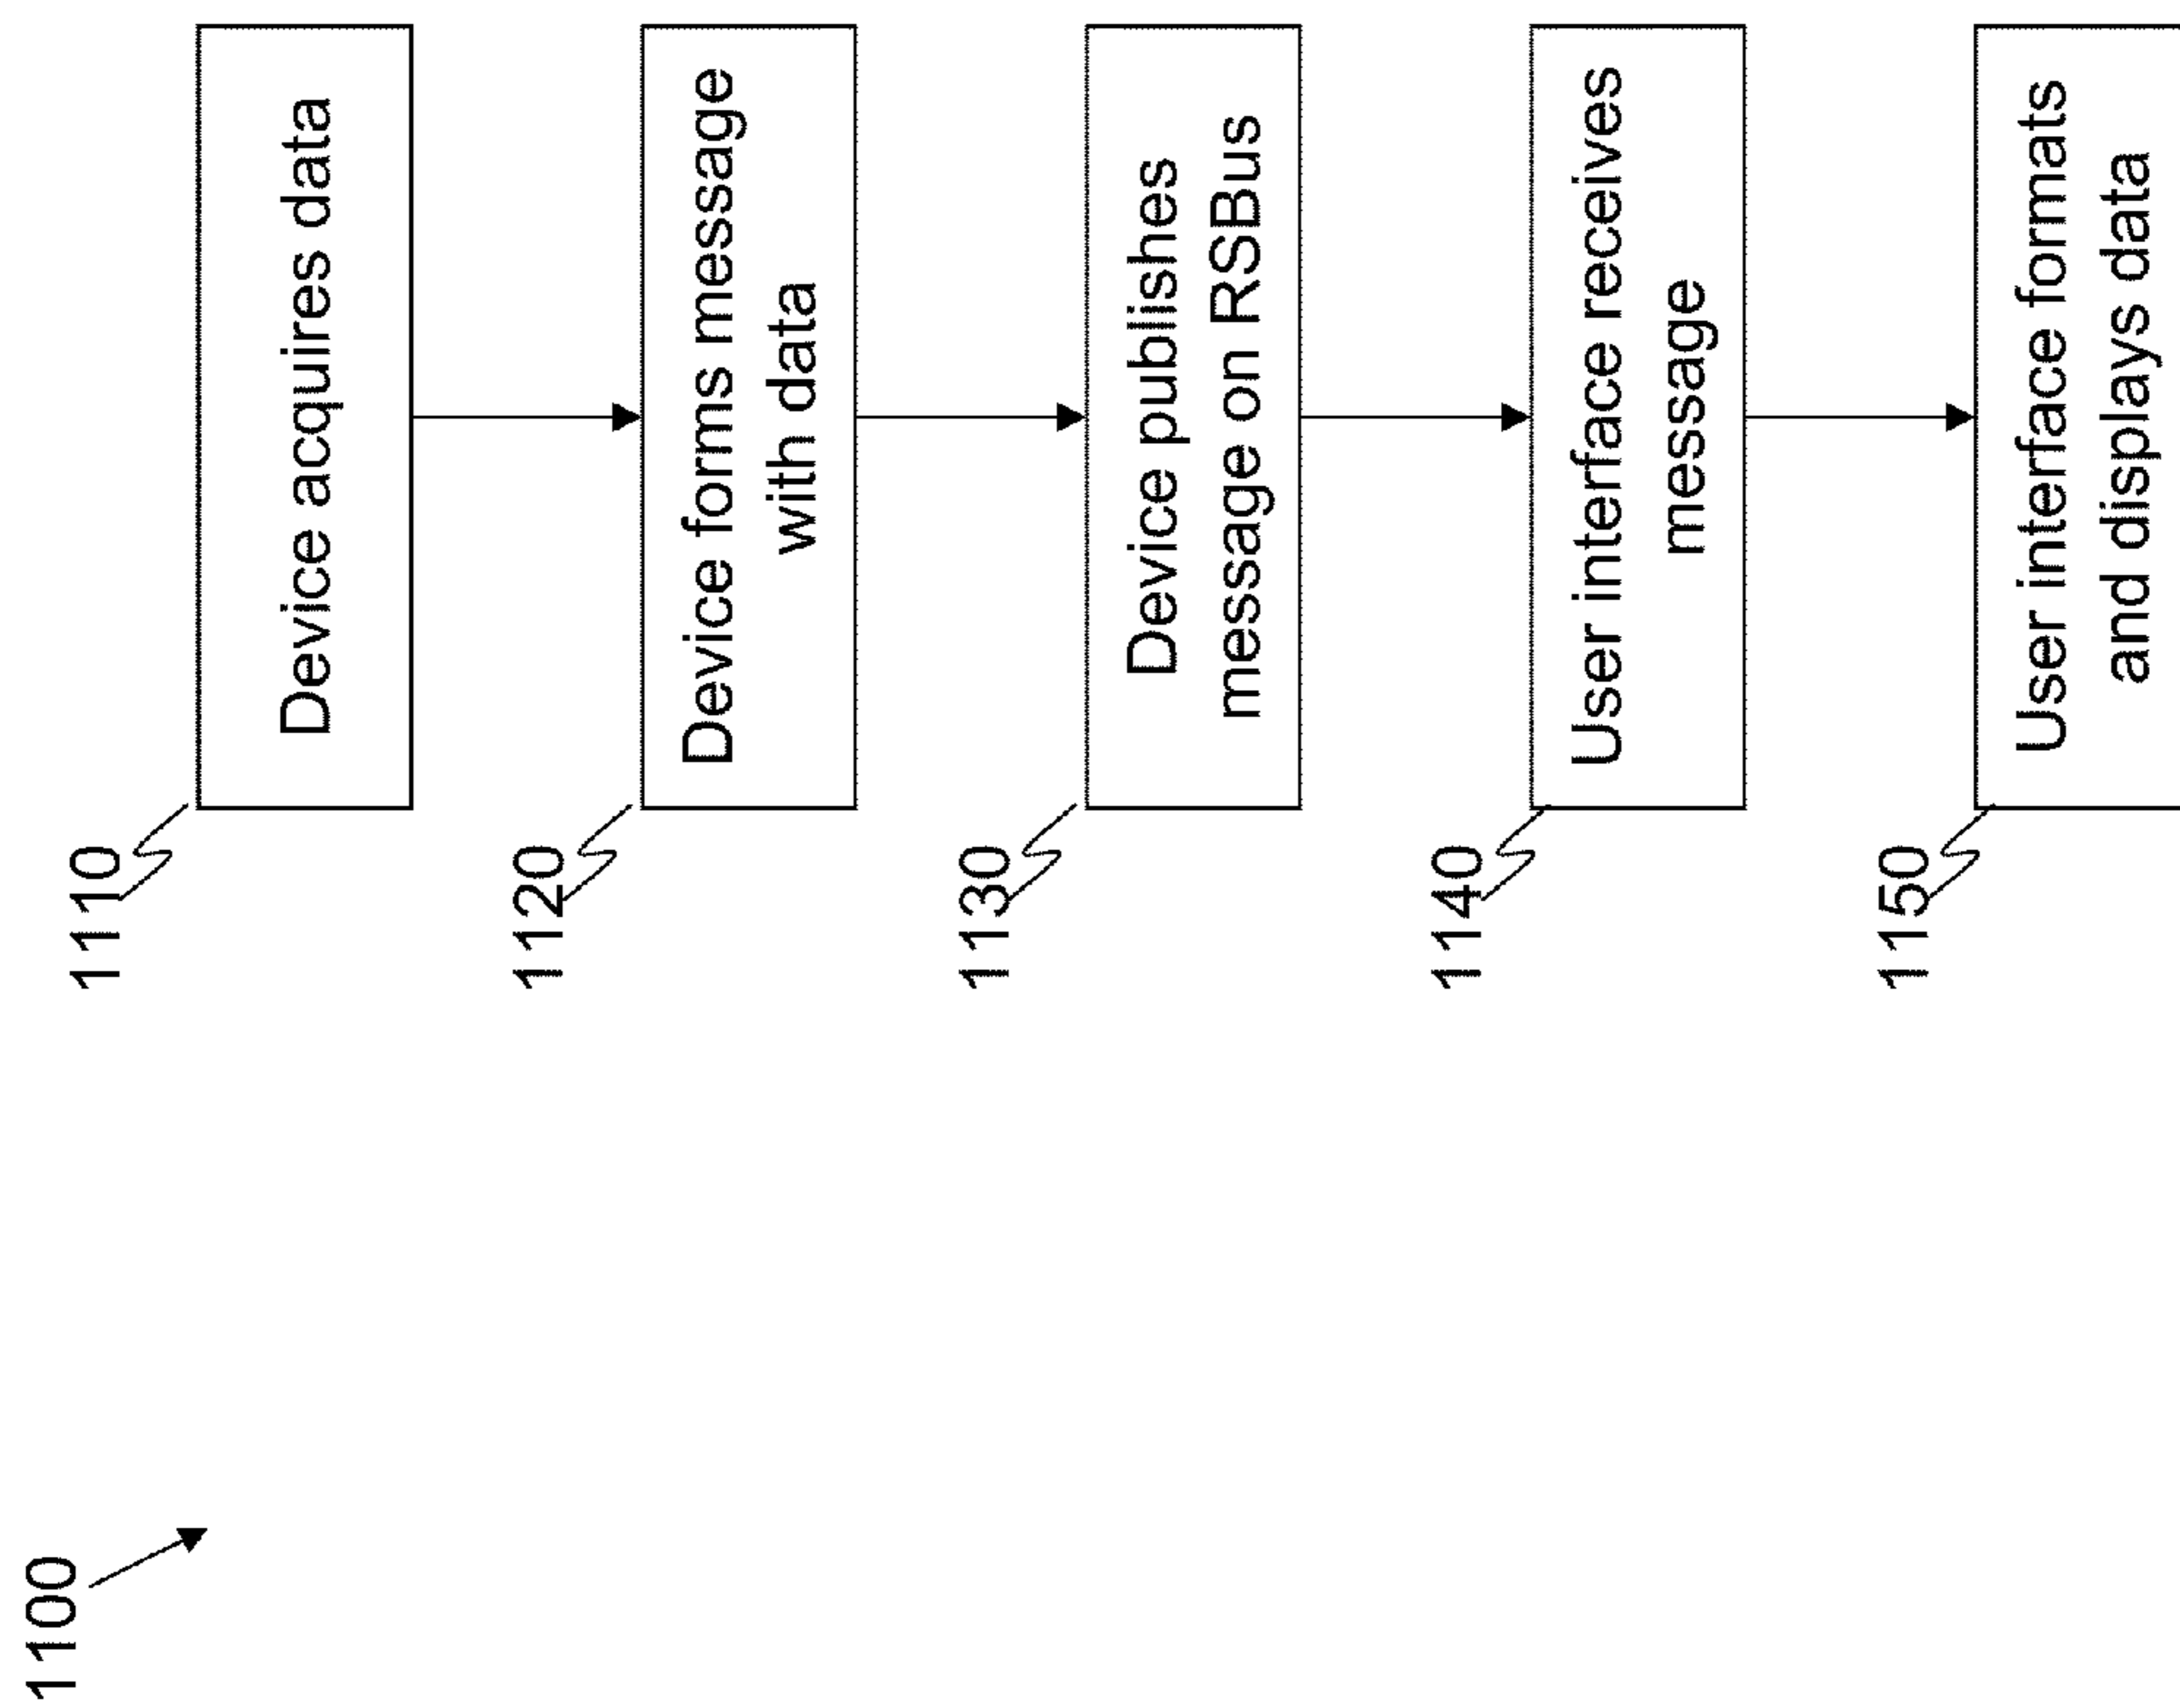 1100
1110
Device acquires data
1120
Device forms message
with data
1130
Device publishes
message on RSBus
1140
User interface receives
message
1150
User interface formats
and displays data